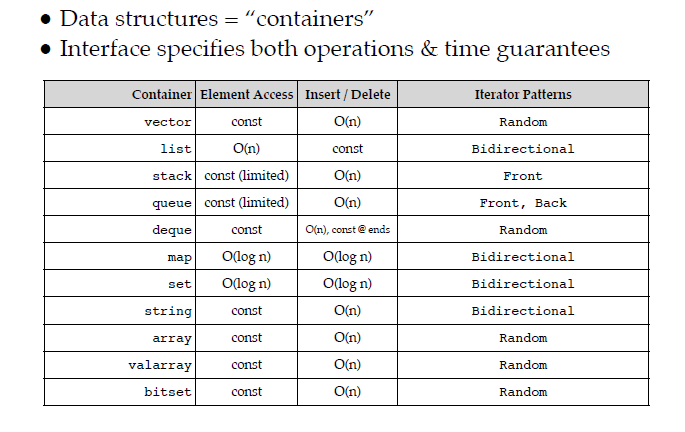 ● Data structures = “containers”
● Interface specifies both operations & time guarantees
Container Element Access Insert / Delete Iterator Patterns
vector const O(n) Random
list O(n) const Bidirectional
stack const (limited) O(n) Front
queue const (limited) O(n) Front, Back
deque const O(n), const @ ends Random
map O(log n) O(log n) Bidirectional
set O(log n) O(log n) Bidirectional
string const O(n) Bidirectional
array const O(n) Random
valarray const O(n) Random
bitset const O(n) Random